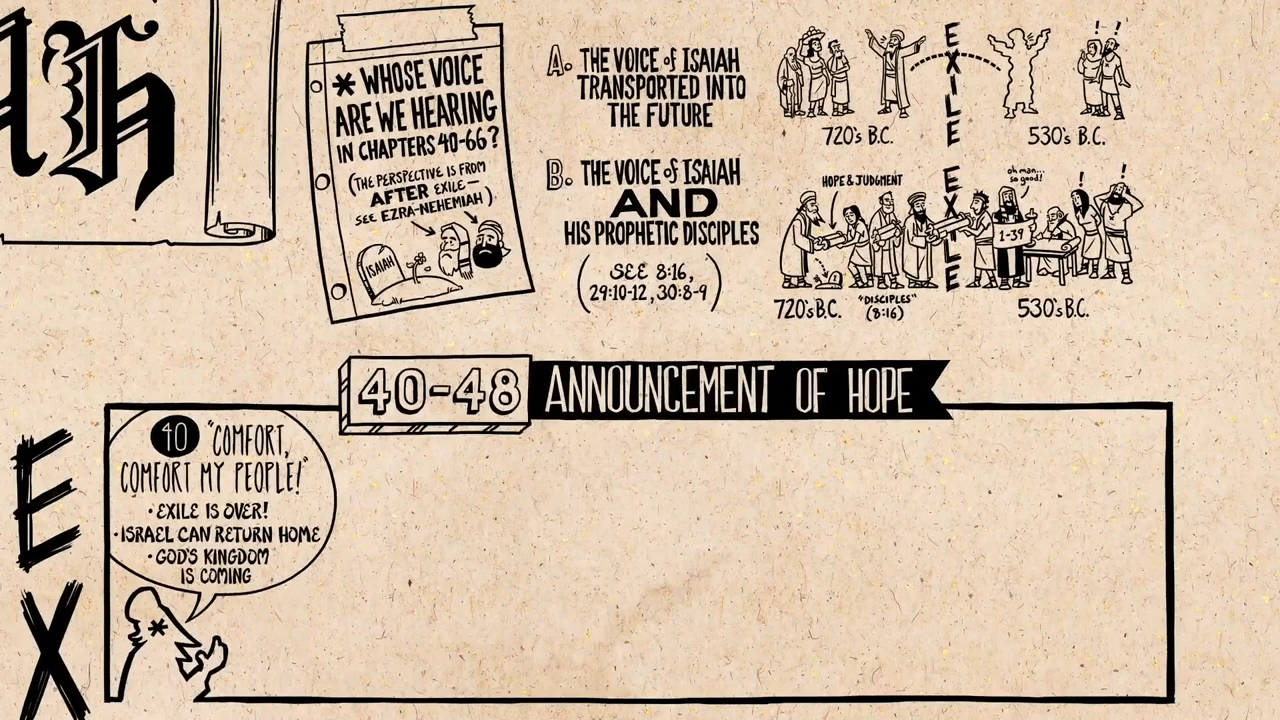 ah
* WHOSE VOICE
ARE WE HEARING
IN CHAPTERS 40-66?
(THE PERSPECTIVE IS FROM
AFTER EXILE—
SEE EZRA-NEHEMIAH)
ISAIAH
A. THE VOICE of ISAIAH
TRANSPORTED INTO
THE FUTURE
B. THE VOICE of ISAIAH
AND
HIS PROPHETIC DISCIPLES
(SEE 8:16,
29:10-12, 30:8-9)
EXILE
! !
720's B.C.
530's B.C.
EXILE
HOPE & JUDGMENT
oh man...
so good!
! !
1-39
720's B.C.
"DISCIPLES"
(8:16)
530's B.C.
40-48 ANNOUNCEMENT OF HOPE
40 "COMFORT,
COMFORT MY PEOPLE!"
• EXILE IS OVER!
• ISRAEL CAN RETURN HOME
• GOD'S KINGDOM
IS COMING
*
E
X